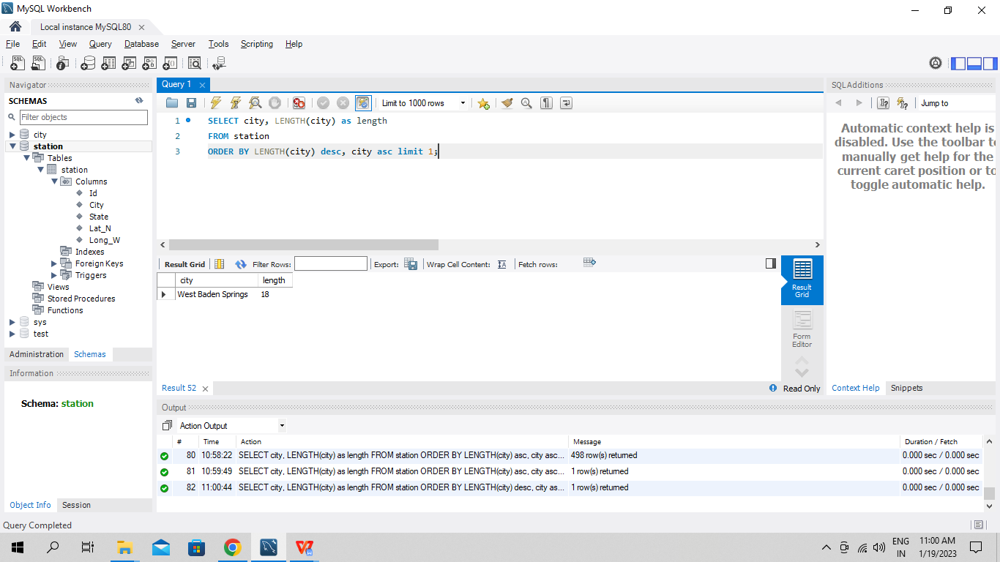 MySQL Workbench
Local instance MySQL80
File Edit View Query Database Server Tools Scripting Help
Navigator
SCHEMAS
Filter objects
city
station
Tables
station
Columns
Id
City
State
Lat_N
Long_W
Indexes
Foreign Keys
Triggers
Views
Stored Procedures
Functions
sys
test
Administration Schemas
Information
Schema: station
Object Info Session
Query 1
Limit to 1000 rows
1 SELECT city, LENGTH(city) as length
2 FROM station
3 ORDER BY LENGTH(city) desc, city asc limit 1;
Result Grid Filter Rows: Export: Wrap Cell Content: Fetch rows:
city length
West Baden Springs 18
Result Grid
Form Editor
Result 52
Read Only
SQLAdditions
Jump to
Automatic context help is
disabled. Use the toolbar to
manually get help for the
current caret position or to
toggle automatic help.
Context Help Snippets
Output
Action Output
# Time Action Message Duration / Fetch
80 10:58:22 SELECT city, LENGTH(city) as length FROM station ORDER BY LENGTH(city) asc, city asc... 498 row(s) returned 0.000 sec / 0.000 sec
81 10:59:49 SELECT city, LENGTH(city) as length FROM station ORDER BY LENGTH(city) asc, city asc... 1 row(s) returned 0.000 sec / 0.000 sec
82 11:00:44 SELECT city, LENGTH(city) as length FROM station ORDER BY LENGTH(city) desc, city as... 1 row(s) returned 0.000 sec / 0.000 sec
Query Completed
ENG
IN
11:00 AM
1/19/2023